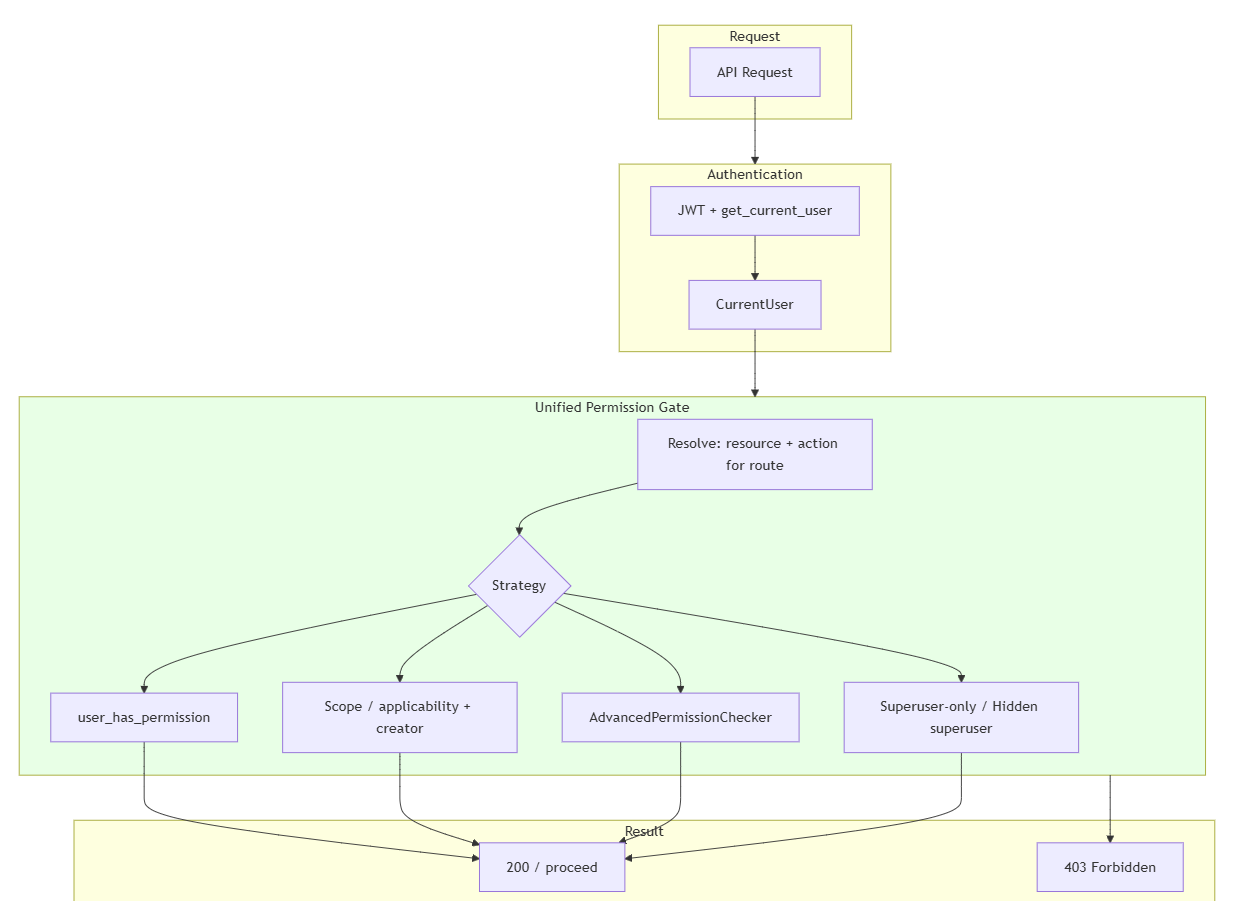 Request
API Request
Authentication
JWT + get_current_user
CurrentUser
Unified Permission Gate
Resolve: resource + action
for route
Strategy
user_has_permission
Scope / applicability +
creator
AdvancedPermissionChecker
Superuser-only / Hidden
superuser
Result
200 / proceed
403 Forbidden